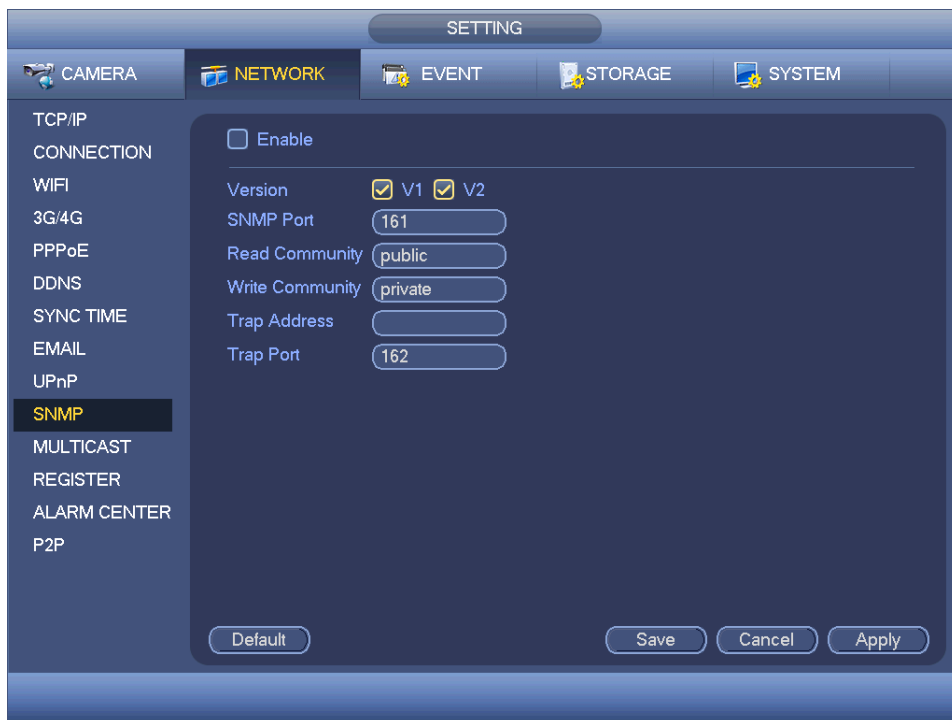 SETTING
CAMERA NETWORK EVENT STORAGE SYSTEM
TCP/IP
CONNECTION
WIFI
3G/4G
PPPoE
DDNS
SYNC TIME
EMAIL
UPnP
SNMP
MULTICAST
REGISTER
ALARM CENTER
P2P
Enable
Version V1 V2
SNMP Port 161
Read Community public
Write Community private
Trap Address
Trap Port 162
Default Save Cancel Apply